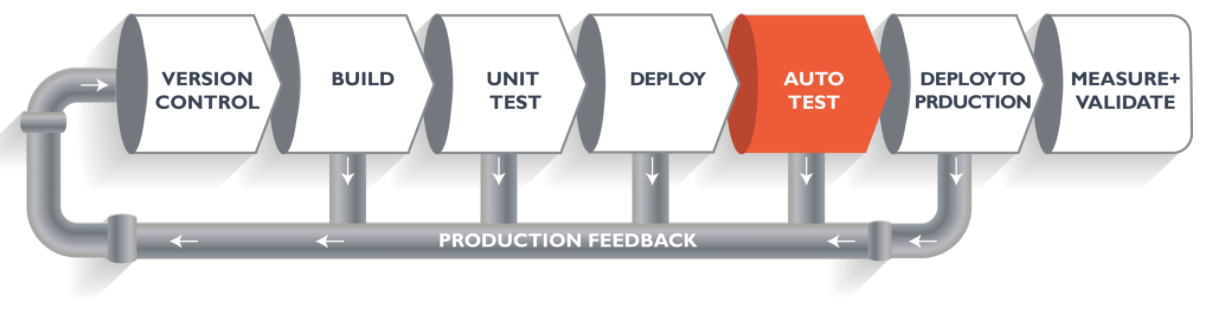 VERSION
CONTROL
BUILD
UNIT
TEST
DEPLOY
AUTO
TEST
DEPLOY TO
PRDUCTION
MEASURE+
VALIDATE
PRODUCTION FEEDBACK